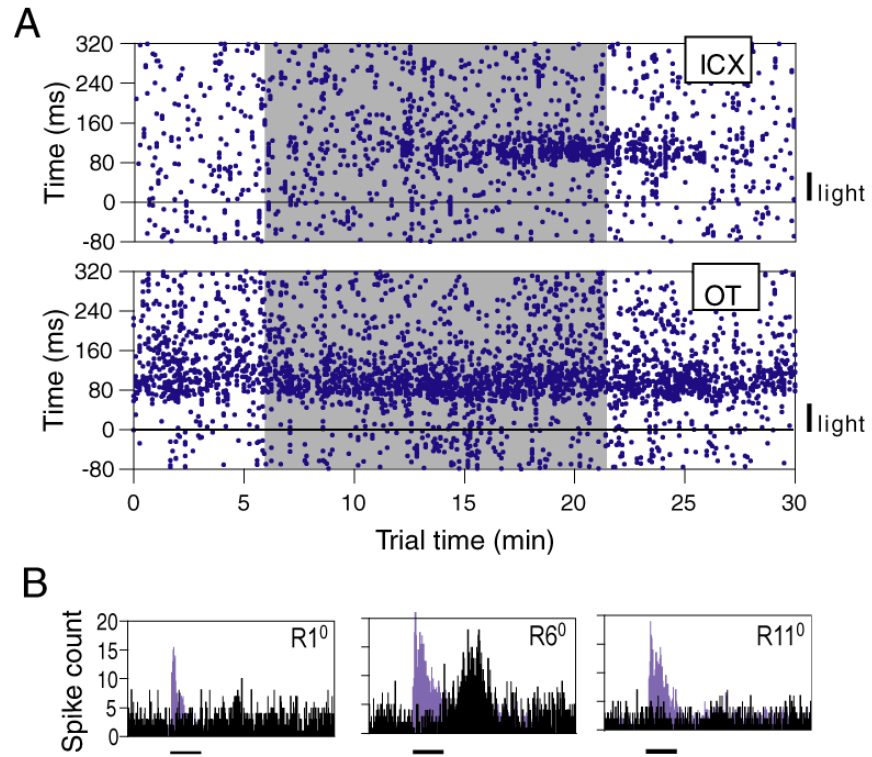 A
320
240
160
80
0
-80
Time (ms)
ICX
light
320
240
160
80
0
-80
Time (ms)
OT
light
0 5 10 15 20 25 30
Trial time (min)
B
20
15
10
5
0
Spike count
R1⁰
R6⁰
R11⁰